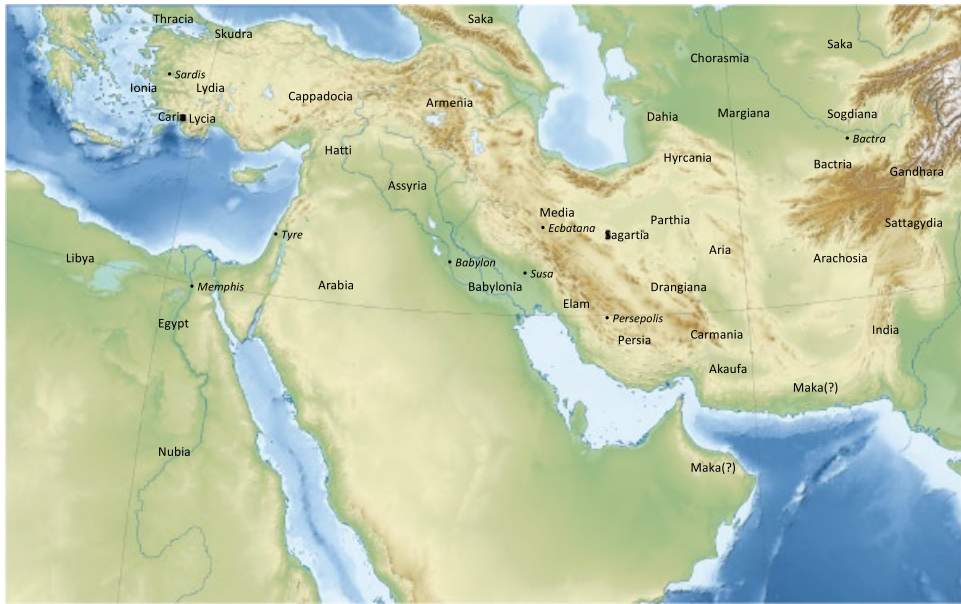 Thracia
Saka
Skudra
Saka
Chorasmia
Sardis
Ionia
Lydia
Cappadocia
Armenia
Caria
Lycia
Dahia
Margiana
Sogdiana
Bactra
Hatti
Hyrcania
Bactria
Gandhara
Assyria
Media
Ecbatana
Parthia
Sattagydia
Tyre
Sagartia
Aria
Libya
Babylon
Susa
Arachosia
Memphis
Arabia
Babylonia
Drangiana
Elam
Egypt
Persepolis
Persia
Carmania
India
Akaufa
Maka(?)
Nubia
Maka(?)